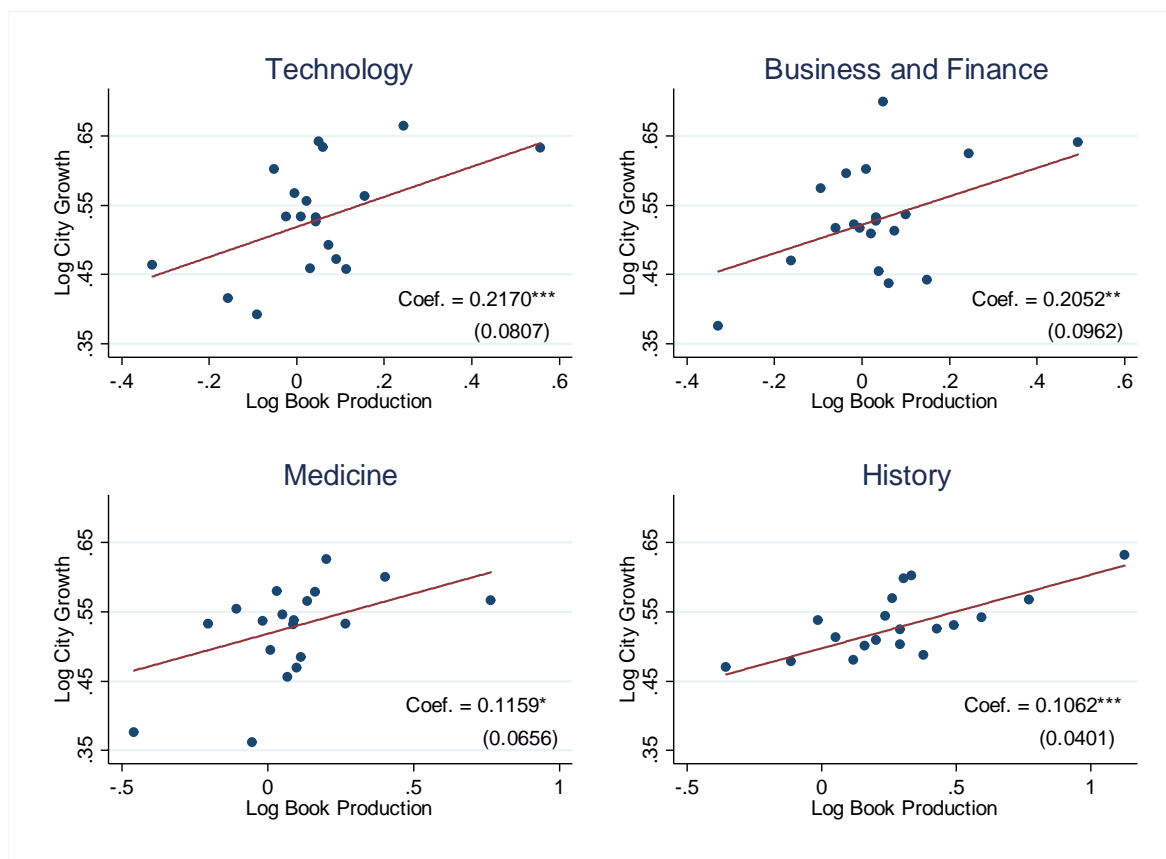 Technology
Log City Growth
.65
.55
.45
.35
Coef. = 0.2170***
(0.0807)
-.4 -.2 0 .2 .4 .6
Log Book Production
Business and Finance
Log City Growth
.65
.55
.45
.35
Coef. = 0.2052**
(0.0962)
-.4 -.2 0 .2 .4 .6
Log Book Production
Medicine
Log City Growth
.65
.55
.45
.35
Coef. = 0.1159*
(0.0656)
-.5 0 .5 1
Log Book Production
History
Log City Growth
.65
.55
.45
.35
Coef. = 0.1062***
(0.0401)
-.5 0 .5 1
Log Book Production